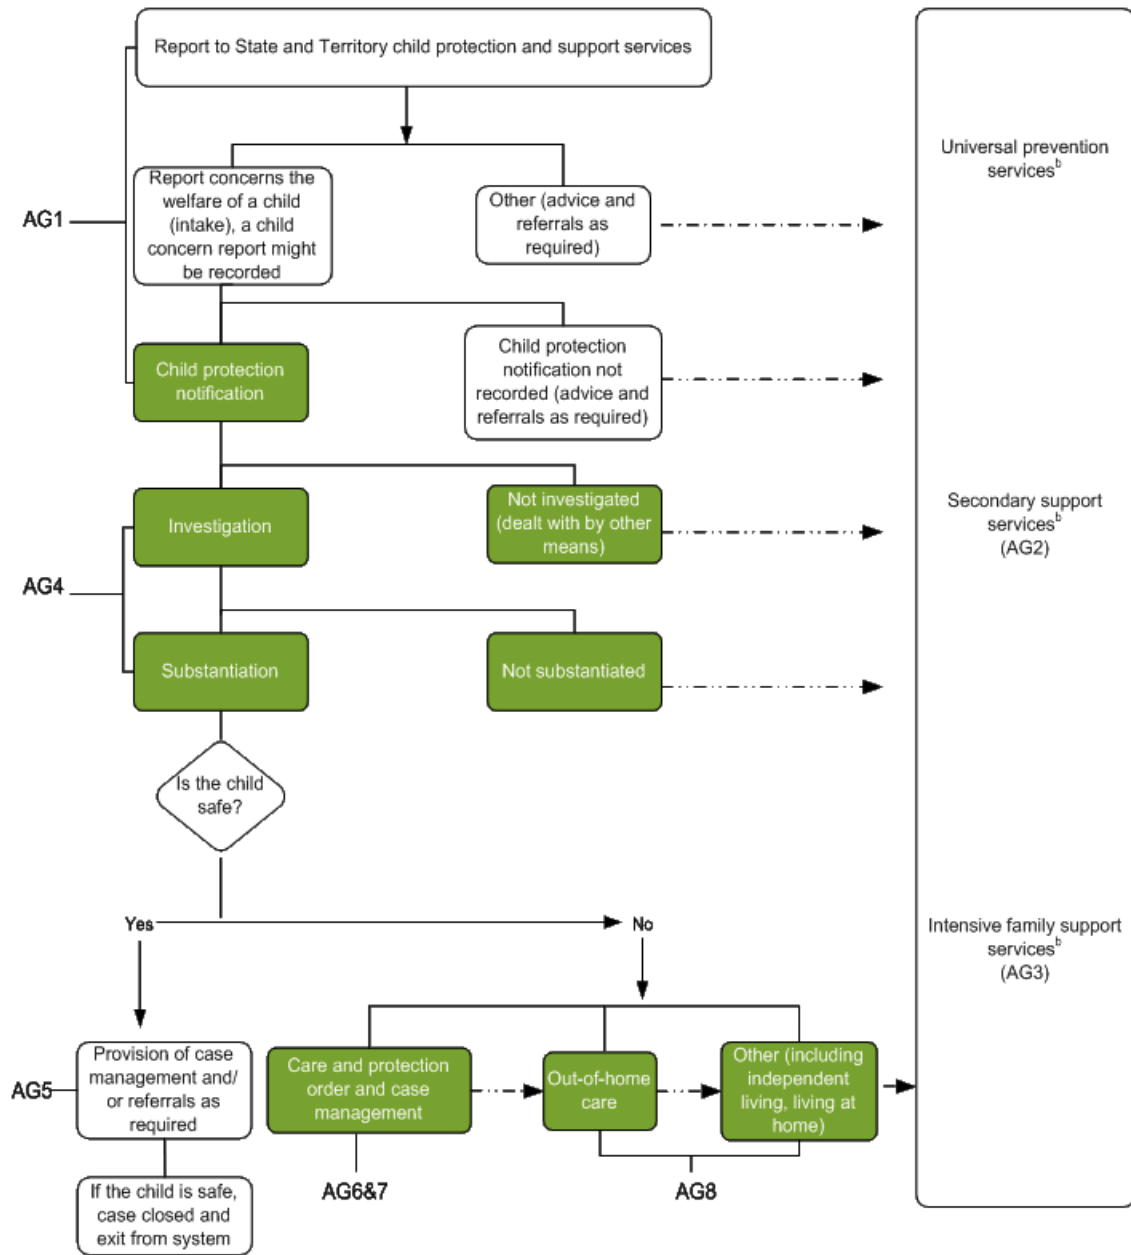 Report to State and Territory child protection and support services
Universal prevention
services^b
Report concerns the
welfare of a child
(intake), a child
concern report might
be recorded
Other (advice and
referrals as
required)
AG1
Child protection
notification
Child protection
notification not
recorded (advice and
referrals as required)
Investigation
Not investigated
(dealt with by other
means)
Secondary support
services^b
(AG2)
AG4
Substantiation
Not substantiated
Is the child
safe?
Yes
No
Intensive family support
services^b
(AG3)
AG5
Provision of case
management and/
or referrals as
required
Care and protection
order and case
management
Out-of-home
care
Other (including
independent
living, living at
home)
AG6&7
AG8
If the child is safe,
case closed and
exit from system